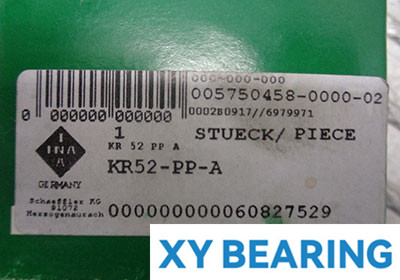 000-000-000
005750458-0000-02
0002B0917//6979971
0 000000 000000
1 STUECK/ PIECE
KR 52 PP A
INA
KR52-PP-A
GERMANY
Schaeffler KG
91072
Herzogenaurach
000000000060827529
XY BEARING